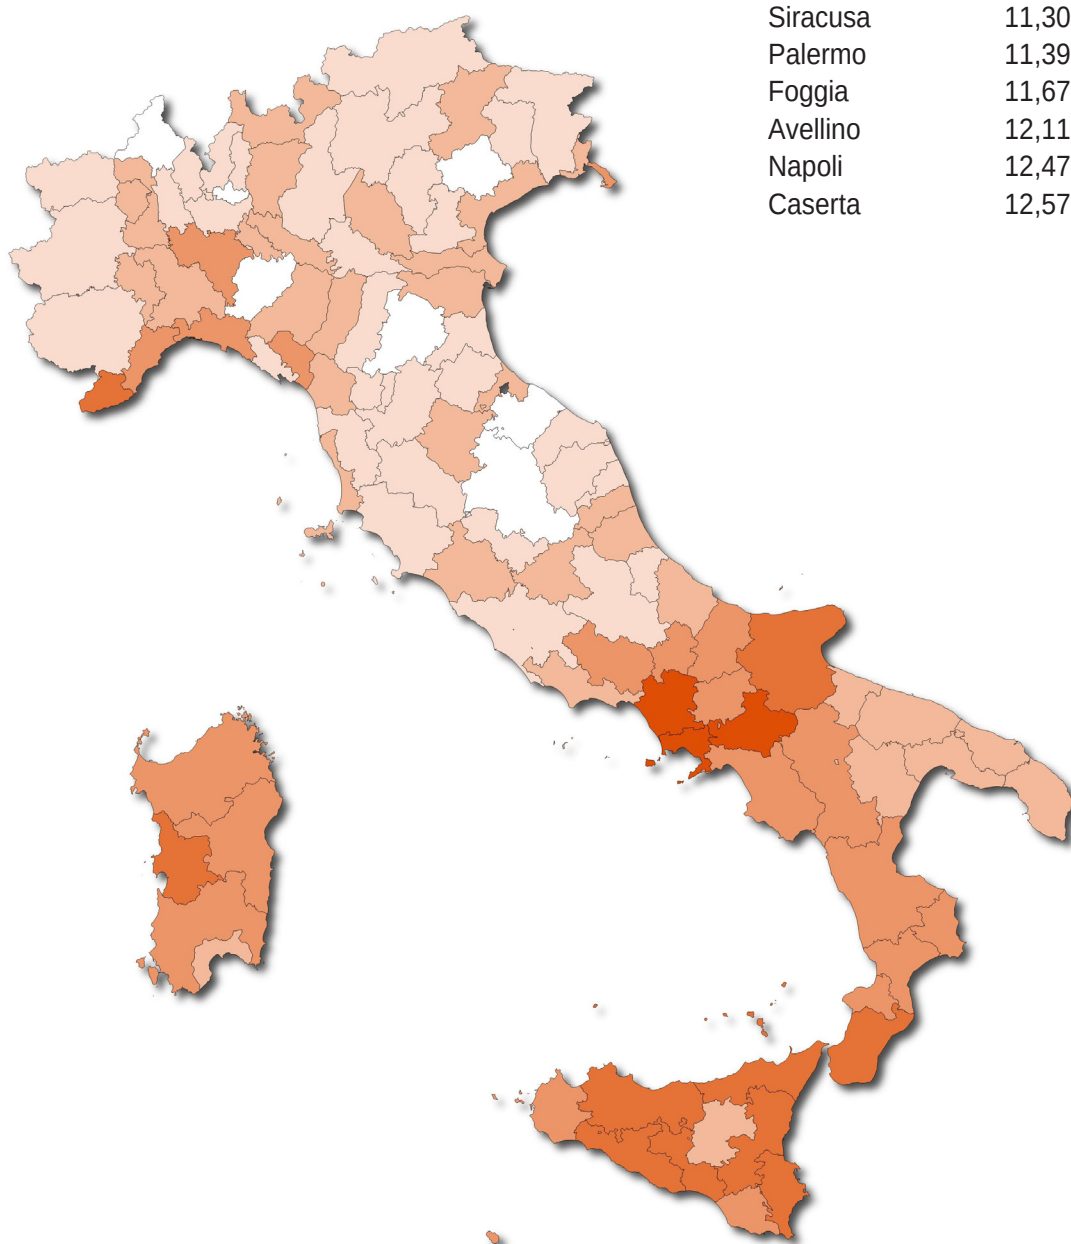 Siracusa 11,30
Palermo 11,39
Foggia 11,67
Avellino 12,11
Napoli 12,47
Caserta 12,57